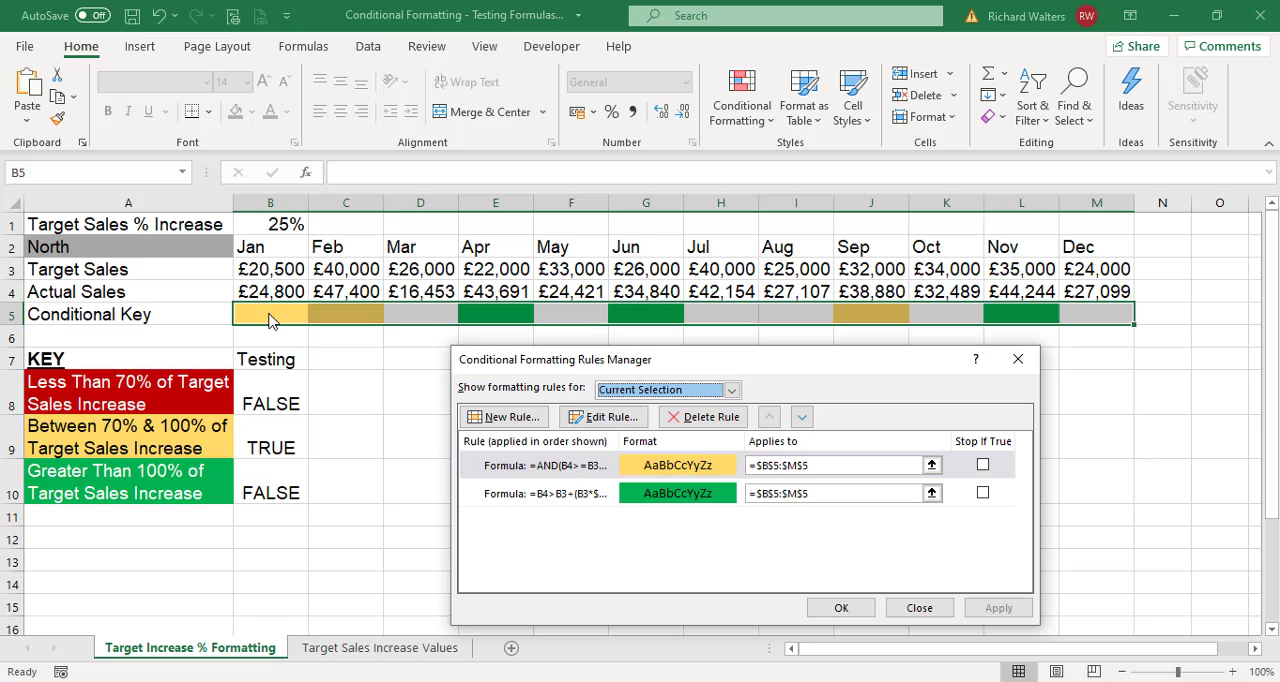 AutoSave Off Conditional Formatting - Testing Formulas... Search Richard Walters RW
File Home Insert Page Layout Formulas Data Review View Developer Help Share Comments
Paste 14 Wrap Text General Conditional Formatting Format as Table Cell Styles Insert Sort & Filter Find & Select Ideas Sensitivity
B I U Merge & Center Delete
Format
Clipboard Font Alignment Number Styles Cells Editing Ideas Sensitivity
B5
A B C D E F G H I J K L M N O
1 Target Sales % Increase 25%
2 North Jan Feb Mar Apr May Jun Jul Aug Sep Oct Nov Dec
3 Target Sales £20,500 £40,000 £26,000 £22,000 £33,000 £26,000 £40,000 £25,000 £32,000 £34,000 £35,000 £24,000
4 Actual Sales £24,800 £47,400 £16,453 £43,691 £24,421 £34,840 £42,154 £27,107 £38,880 £32,489 £44,244 £27,099
5 Conditional Key
6
7 KEY Testing
Less Than 70% of Target
8 Sales Increase FALSE
Between 70% & 100% of
9 Target Sales Increase TRUE
Greater Than 100% of
10 Target Sales Increase FALSE
11
12
13
14
15
16
Conditional Formatting Rules Manager ?
Show formatting rules for: Current Selection
New Rule... Edit Rule... Delete Rule
Rule (applied in order shown) Format Applies to Stop If True
Formula: =AND(B4>=B3... AaBbCcYyZz =$B$5:$M$5
Formula: =B4>B3+(B3*$... AaBbCcYyZz =$B$5:$M$5
OK Close Apply
Target Increase % Formatting Target Sales Increase Values
Ready 100%